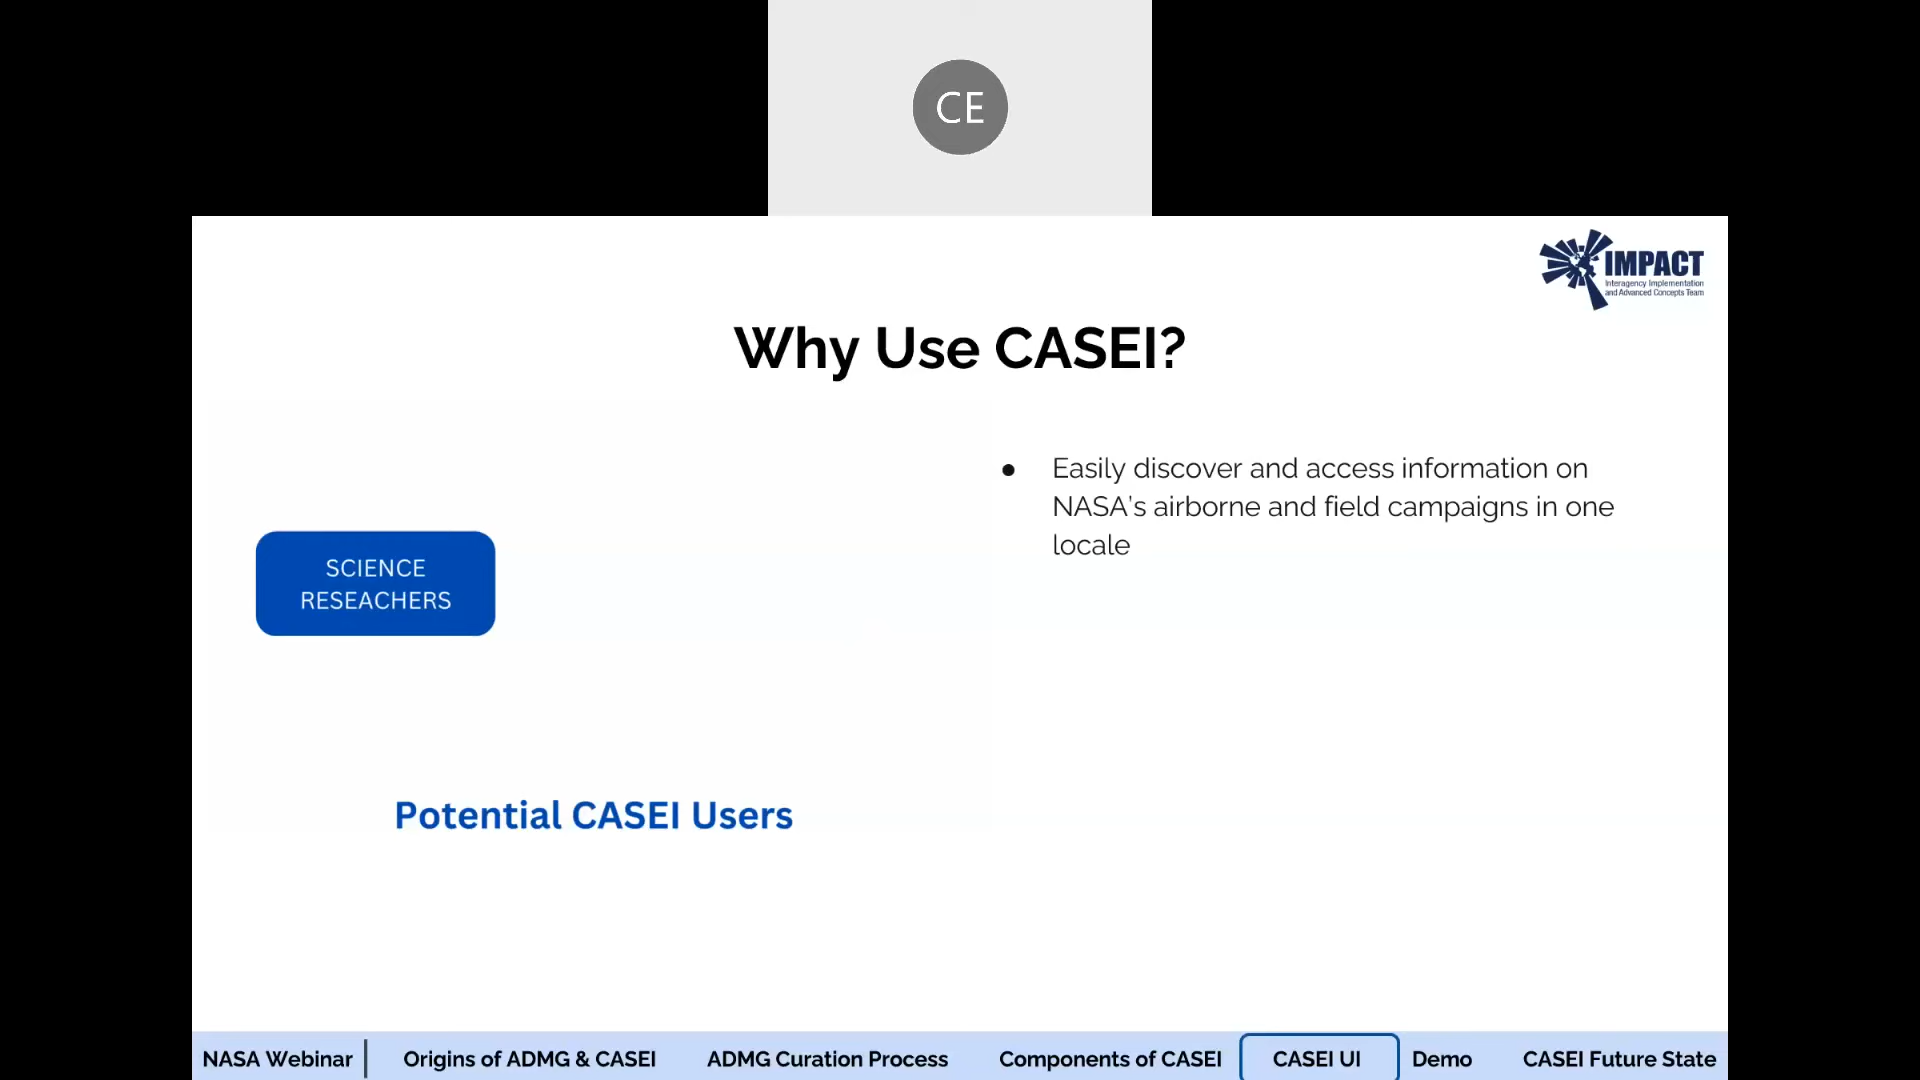 CE
IMPACT
Interagency Implementation
and Advanced Concepts Team
Why Use CASEI?
● Easily discover and access information on
NASA's airborne and field campaigns in one
locale
SCIENCE
RESEACHERS
Potential CASEI Users
NASA Webinar | Origins of ADMG & CASEI ADMG Curation Process Components of CASEI CASEI UI Demo CASEI Future State